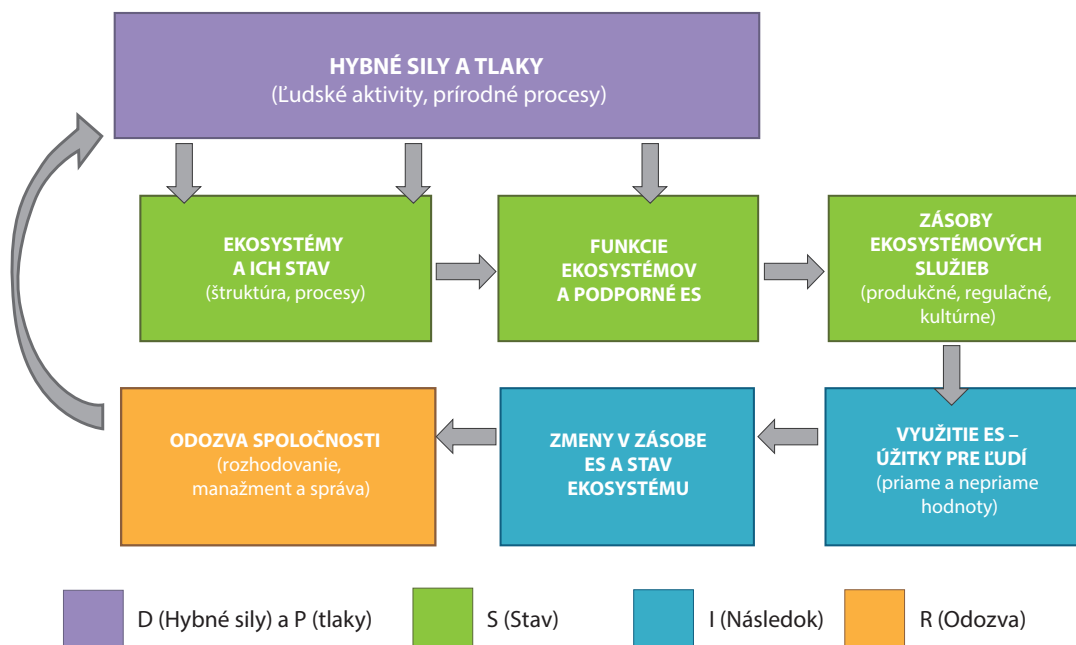 HYBNÉ SILY A TLAKY
(Ľudské aktivity, prírodné procesy)
EKOSYSTÉMY
A ICH STAV
(štruktúra, procesy)
FUNKCIE
EKOSYSTÉMOV
A PODPORNÉ ES
ZÁSOBY
EKOSYSTÉMOVÝCH
SLUŽIEB
(produkčné, regulačné,
kultúrne)
ODOZVA SPOLOČNOSTI
(rozhodovanie,
manažment a správa)
ZMENY V ZÁSOBE
ES A STAV
EKOSYSTÉMU
VYUŽITIE ES –
ÚŽITKY PRE ĽUDÍ
(priame a nepriame
hodnoty)
D (Hybné sily) a P (tlaky)
S (Stav)
I (Následok)
R (Odozva)